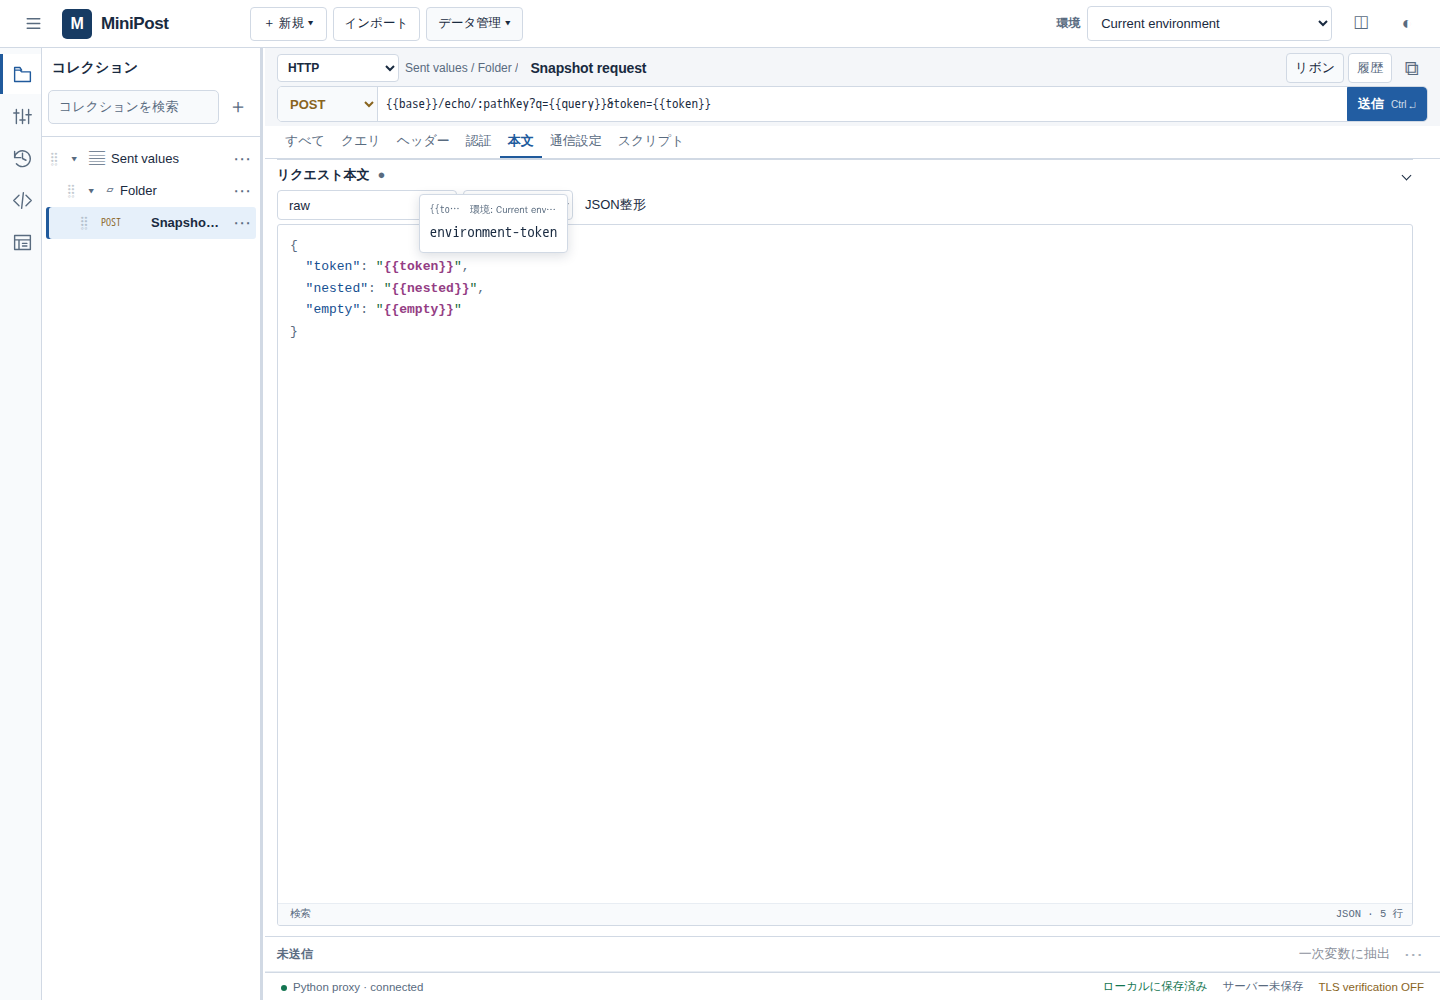 M MiniPost ＋ 新規 ▾ インポート データ管理 ▾ 環境 Current environment
コレクション
コレクションを検索 +
Sent values ···
Folder ···
POST Snapsho… ···
HTTP Sent values / Folder / Snapshot request リボン 履歴
POST {{base}}/echo/:pathKey?q={{query}}&token={{token}} 送信 Ctrl ↵
すべて クエリ ヘッダー 認証 本文 通信設定 スクリプト
リクエスト本文 ●
raw JSON整形
{{to… 環境: Current env…
environment-token
{
"token": "{{token}}",
"nested": "{{nested}}",
"empty": "{{empty}}"
}
検索 JSON · 5 行
未送信 一次変数に抽出 ···
● Python proxy · connected ローカルに保存済み サーバー未保存 TLS verification OFF